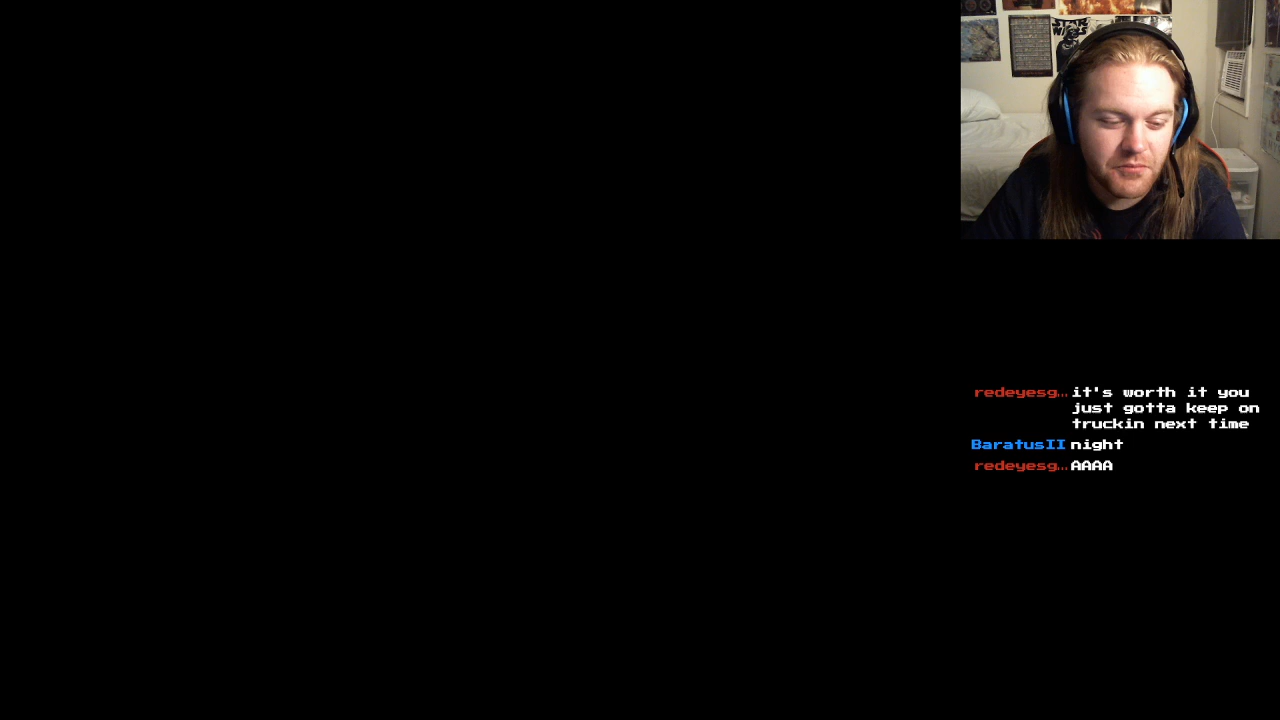 redeyesg... it's worth it you
just gotta keep on
truckin next time
BaratusII night
redeyesg... AAAA